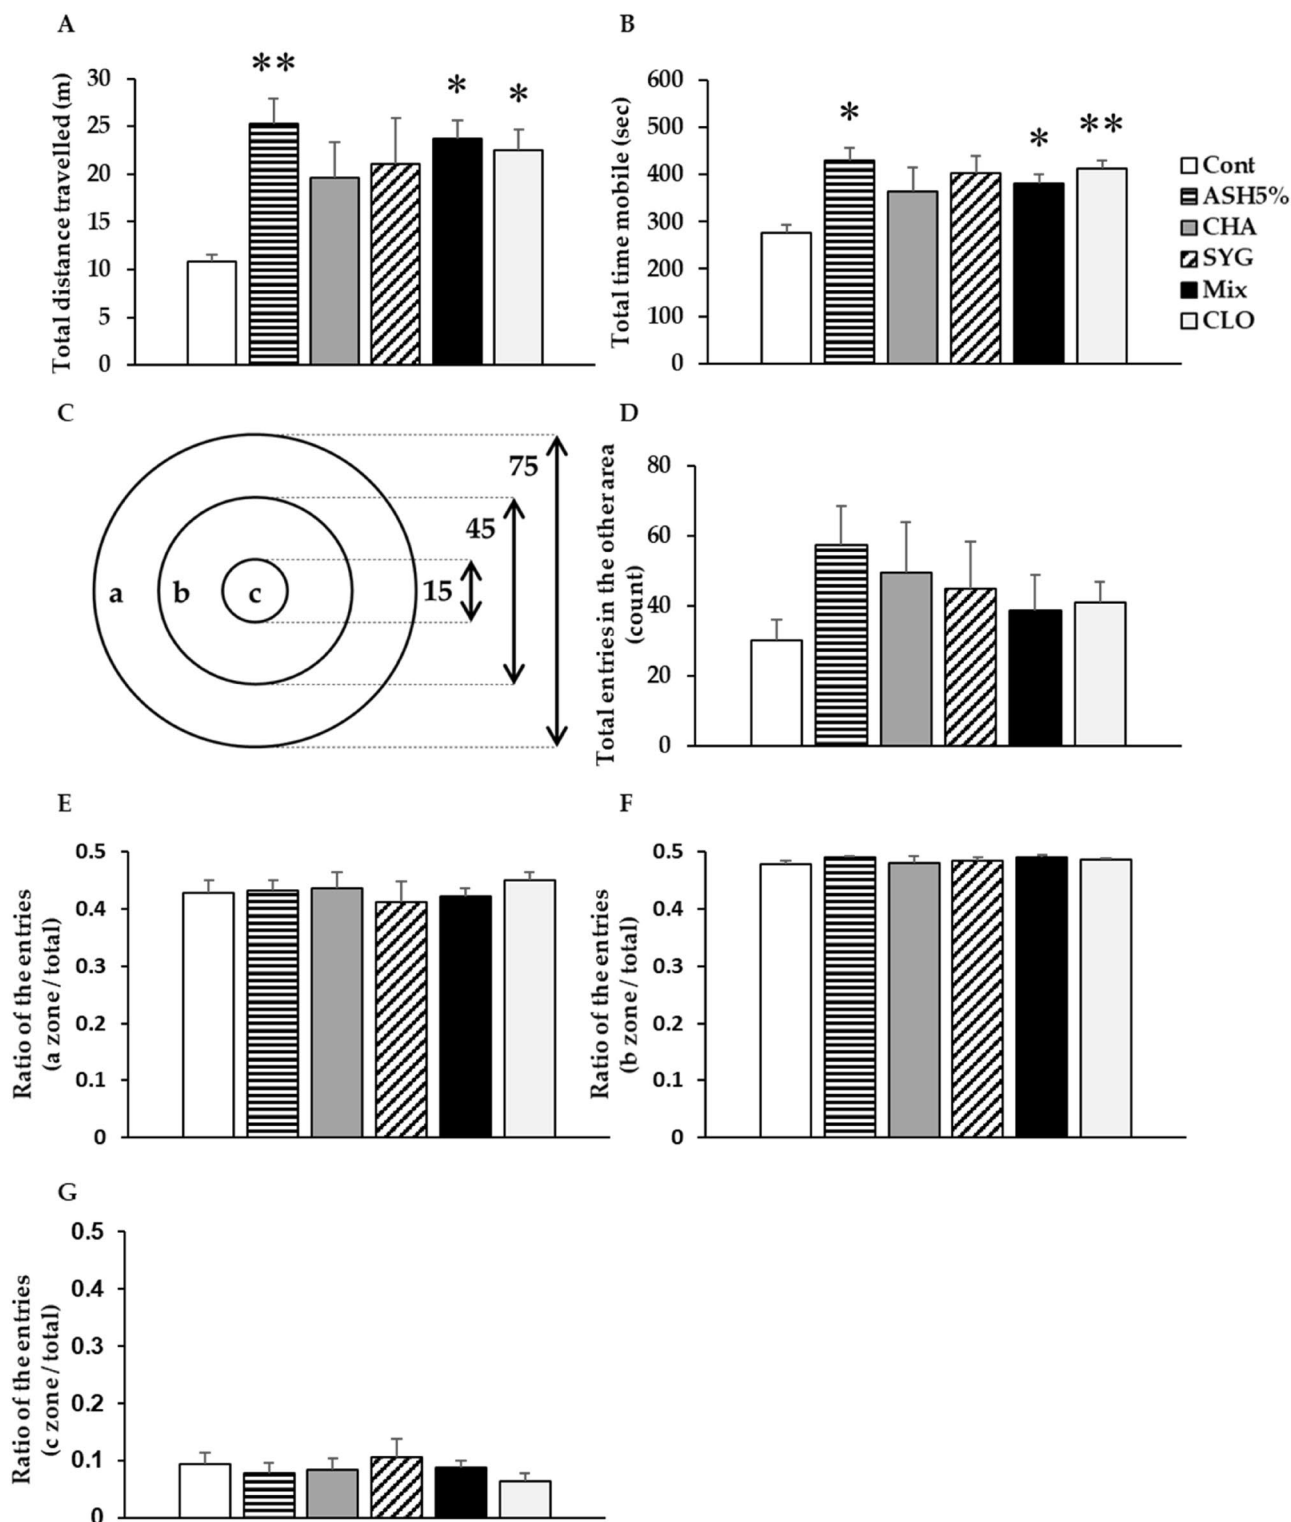 A
Total distance travelled (m)
30
25
20
15
10
5
0
**
*
*
B
Total time mobile (sec)
600
500
400
300
200
100
0
*
*
**
Cont
ASH5%
CHA
SYG
Mix
CLO
C
a
b
c
75
45
15
D
Total entries in the other area
(count)
80
60
40
20
0
E
Ratio of the entries
(a zone / total)
0.5
0.4
0.3
0.2
0.1
0
F
Ratio of the entries
(b zone / total)
0.5
0.4
0.3
0.2
0.1
0
G
Ratio of the entries
(c zone / total)
0.5
0.4
0.3
0.2
0.1
0